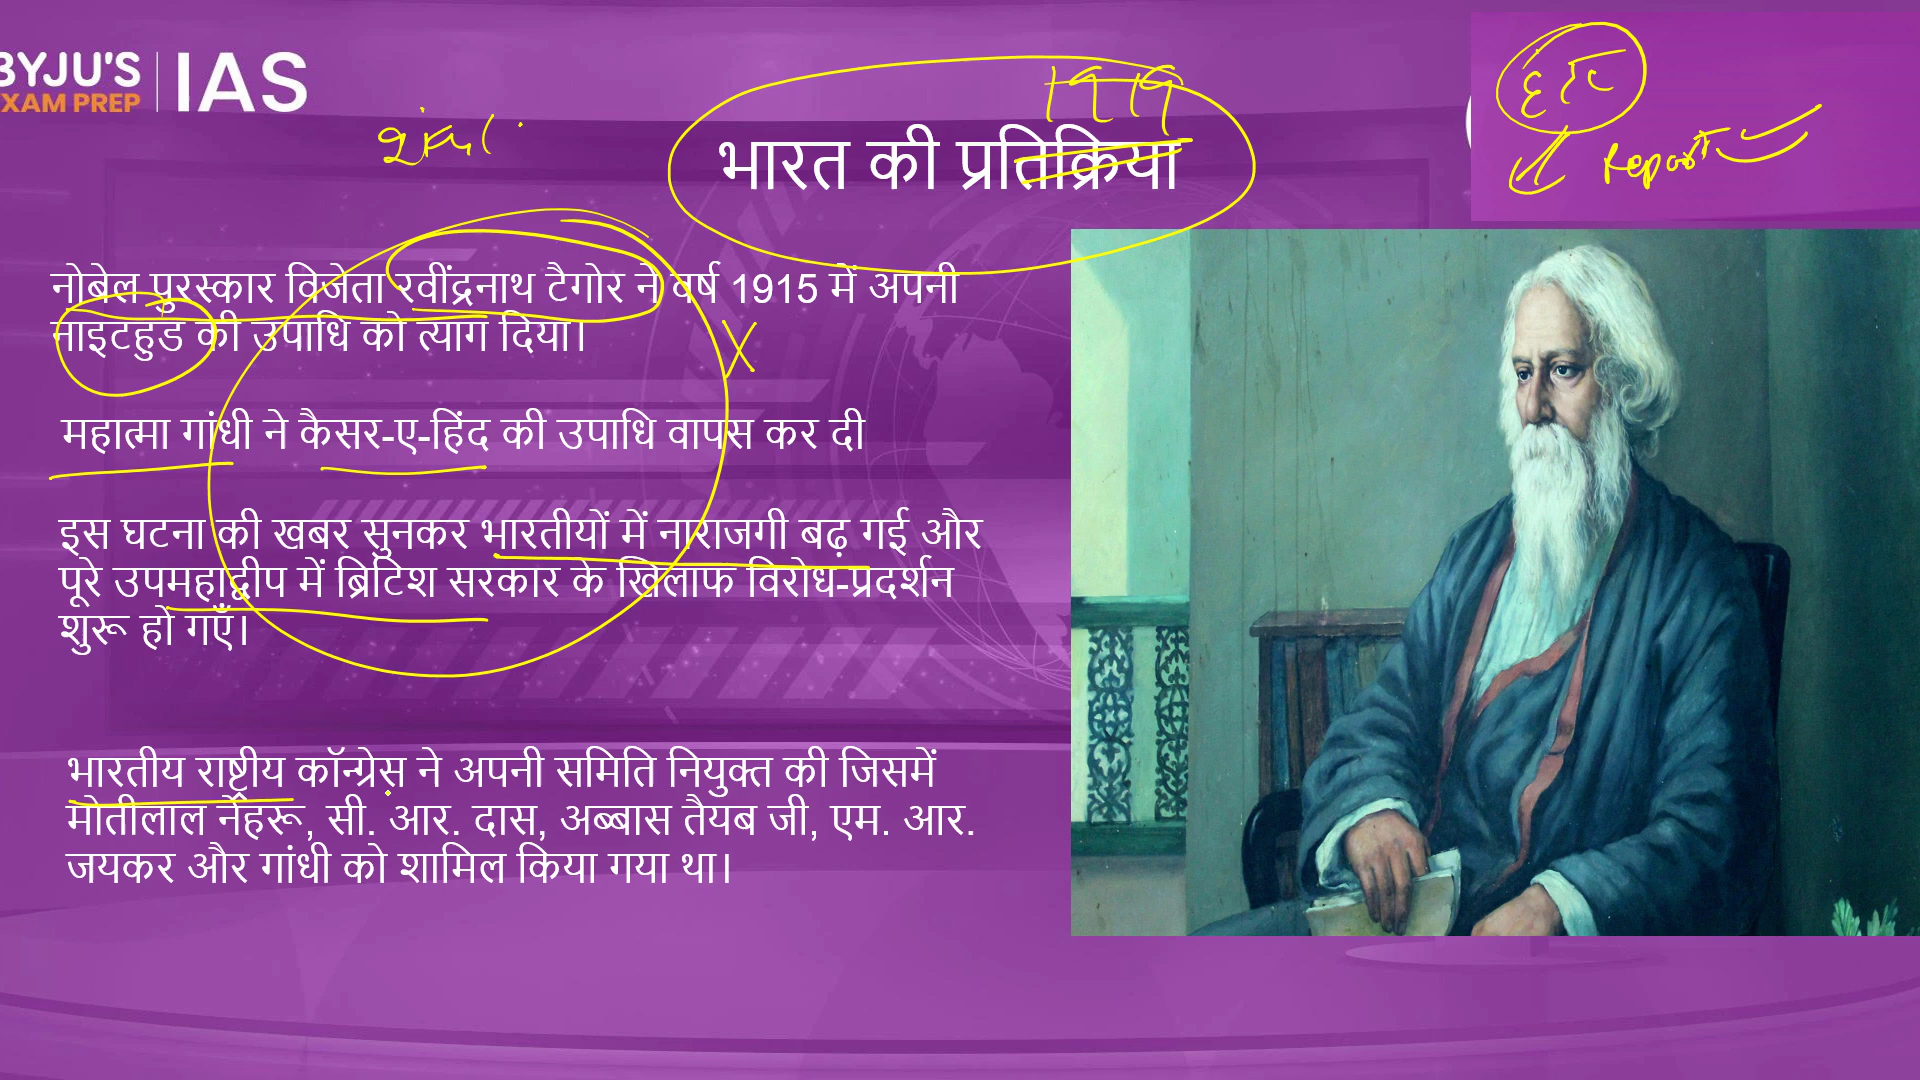 BYJU'S
EXAM PREP
IAS
१९१९
भारत की प्रतिक्रिया
हंटर
Report
नोबेल पुरस्कार विजेता रवींद्रनाथ टैगोर ने वर्ष 1915 में अपनी
नाइटहुड की उपाधि को त्याग दिया।
महात्मा गांधी ने कैसर-ए-हिंद की उपाधि वापस कर दी
इस घटना की खबर सुनकर भारतीयों में नाराजगी बढ़ गई और
पूरे उपमहाद्वीप में ब्रिटिश सरकार के खिलाफ विरोध-प्रदर्शन
शुरू हो गएँ।
भारतीय राष्ट्रीय कॉन्ग्रेस ने अपनी समिति नियुक्त की जिसमें
मोतीलाल नेहरू, सी. आर. दास, अब्बास तैयब जी, एम. आर.
जयकर और गांधी को शामिल किया गया था।